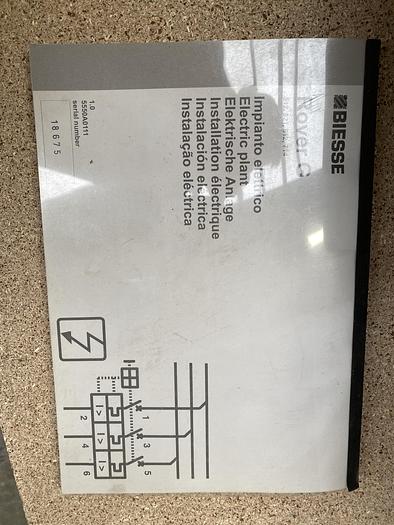 BIESSE
Rover C
Impianto elettrico
Electric plant
Elektrische Anlage
Installation électrique
Instalación eléctrica
Instalação eléctrica
1.0
5550A0111
serial number
18675
1
3
5
I>
I>
I>
2
4
6